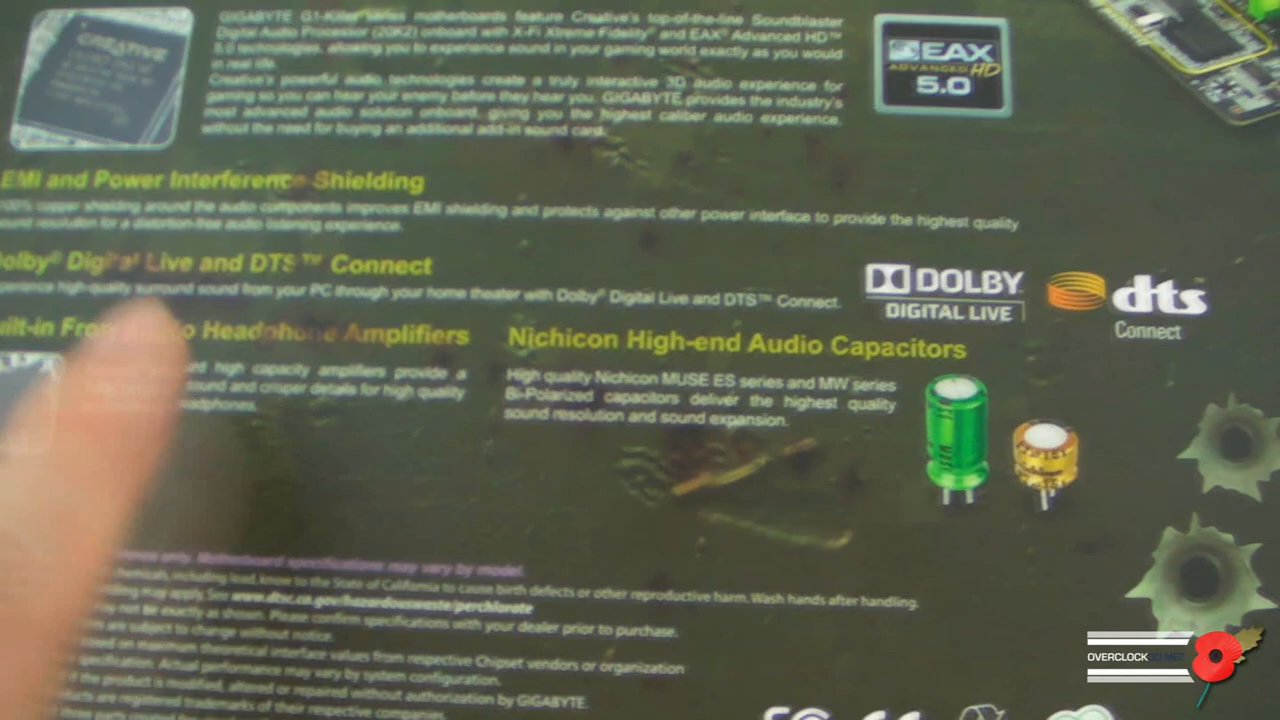 CREATIVE
GIGABYTE G1-Killer series motherboards feature Creative's top-of-the-line Soundblaster
Digital Audio Processor (20K2) onboard with X-Fi Xtreme Fidelity® and EAX® Advanced HD™
5.0 technologies, allowing you to experience sound in your gaming world exactly as you would
in real life.
Creative's powerful audio technologies create a truly interactive 3D audio experience for
gaming so you can hear your enemy before they hear you. GIGABYTE provides the industry's
most advanced audio solution onboard, giving you the highest caliber audio experience,
without the need for buying an additional add-in sound card.
EAX
ADVANCED HD
5.0
EMI and Power Interference Shielding
copper shielding around the audio components improves EMI shielding and protects against other power interface to provide the highest quality
sound resolution for a distortion-free audio listening experience.
Dolby® Digital Live and DTS™ Connect
high-quality surround sound from your PC through your home theater with Dolby® Digital Live and DTS™ Connect.
DOLBY
DIGITAL LIVE
dts
Connect
Headphone Amplifiers
high capacity amplifiers provide a
sound and crisper details for high quality
headphones.
Nichicon High-end Audio Capacitors
High quality Nichicon MUSE ES series and MW series
Bi-Polarized capacitors deliver the highest quality
sound resolution and sound expansion.
only. Motherboard specification may vary by model.
chemicals, including lead, know to the State of California to cause birth defects or other reproductive harm. Wash hands after handling.
may apply. See www.dtsc.ca.gov/hazardouswaste/perchlorate
not be exactly as shown. Please confirm specifications with your dealer prior to purchase.
are subject to change without notice.
on maximum theoretical interface values from respective Chipset vendors or organization
specification. Actual performance may vary by system configuration.
the product is modified, altered or repaired without authorization by GIGABYTE.
are registered trademarks of their respective companies.
OVERCLOCK3D.NET